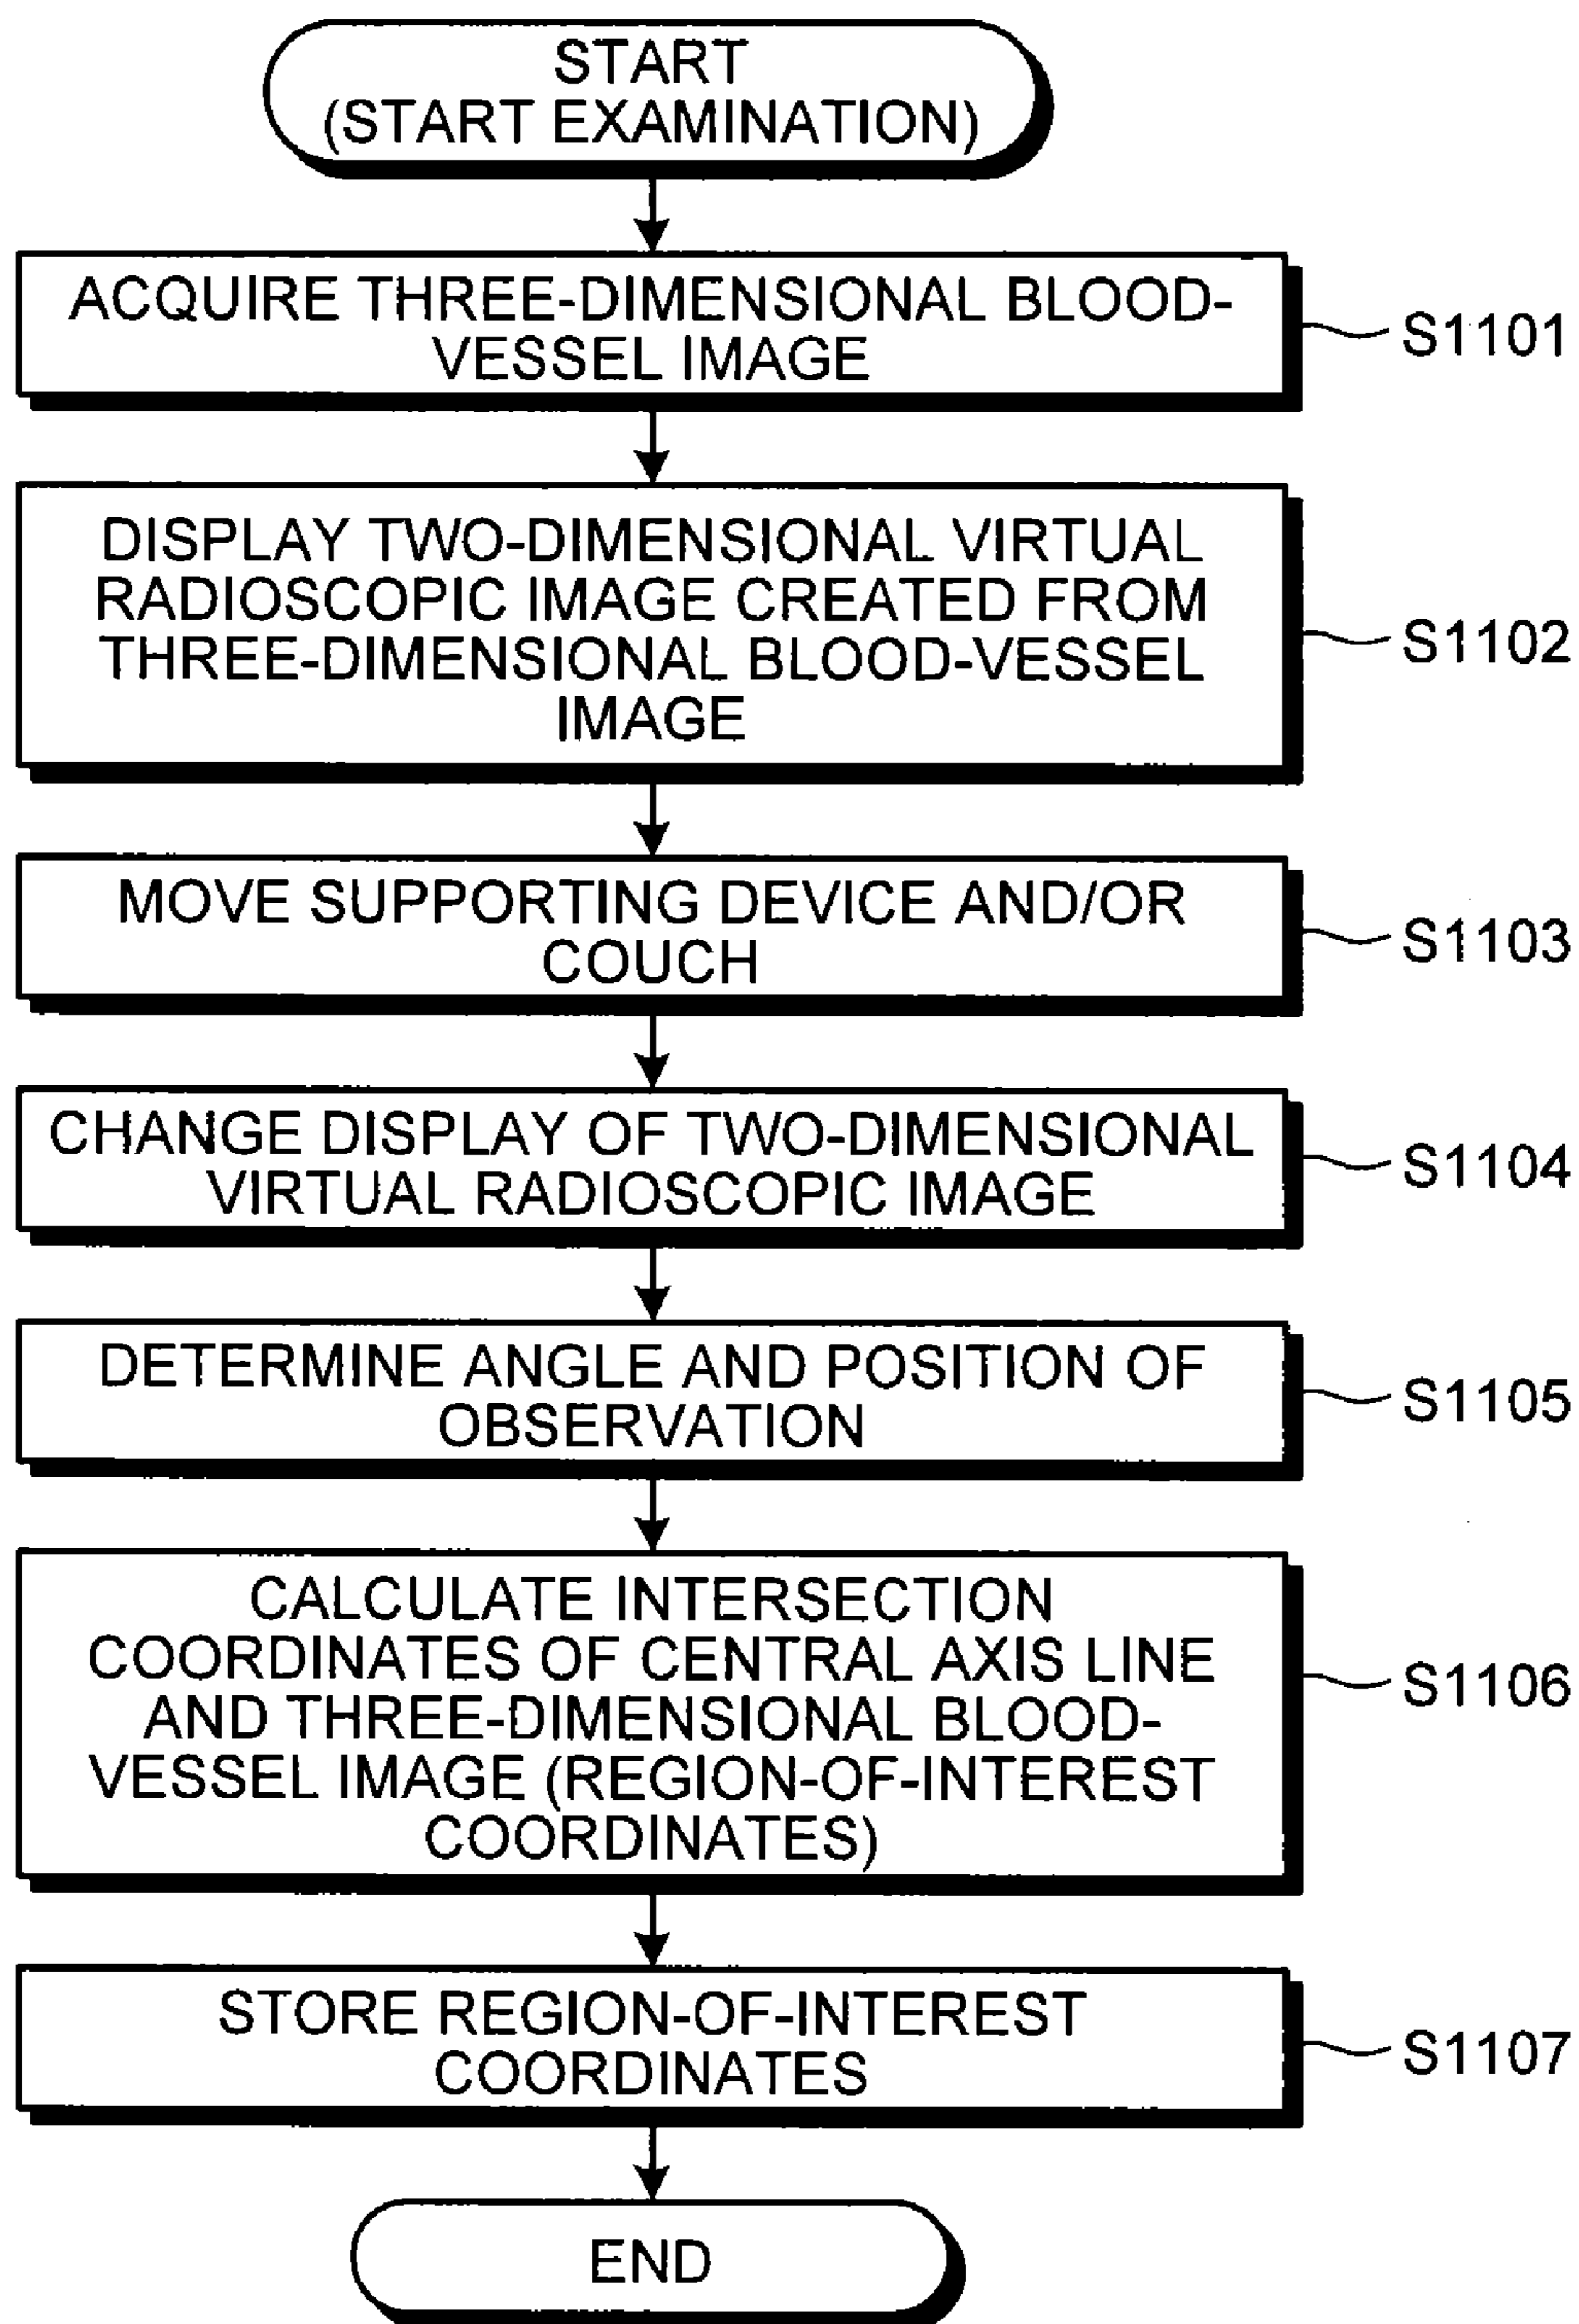 START
(START EXAMINATION)
ACQUIRE THREE-DIMENSIONAL BLOOD-
VESSEL IMAGE
S1101
DISPLAY TWO-DIMENSIONAL VIRTUAL
RADIOSCOPIC IMAGE CREATED FROM
THREE-DIMENSIONAL BLOOD-VESSEL
IMAGE
S1102
MOVE SUPPORTING DEVICE AND/OR
COUCH
S1103
CHANGE DISPLAY OF TWO-DIMENSIONAL
VIRTUAL RADIOSCOPIC IMAGE
S1104
DETERMINE ANGLE AND POSITION OF
OBSERVATION
S1105
CALCULATE INTERSECTION
COORDINATES OF CENTRAL AXIS LINE
AND THREE-DIMENSIONAL BLOOD-
VESSEL IMAGE (REGION-OF-INTEREST
COORDINATES)
S1106
STORE REGION-OF-INTEREST
COORDINATES
S1107
END